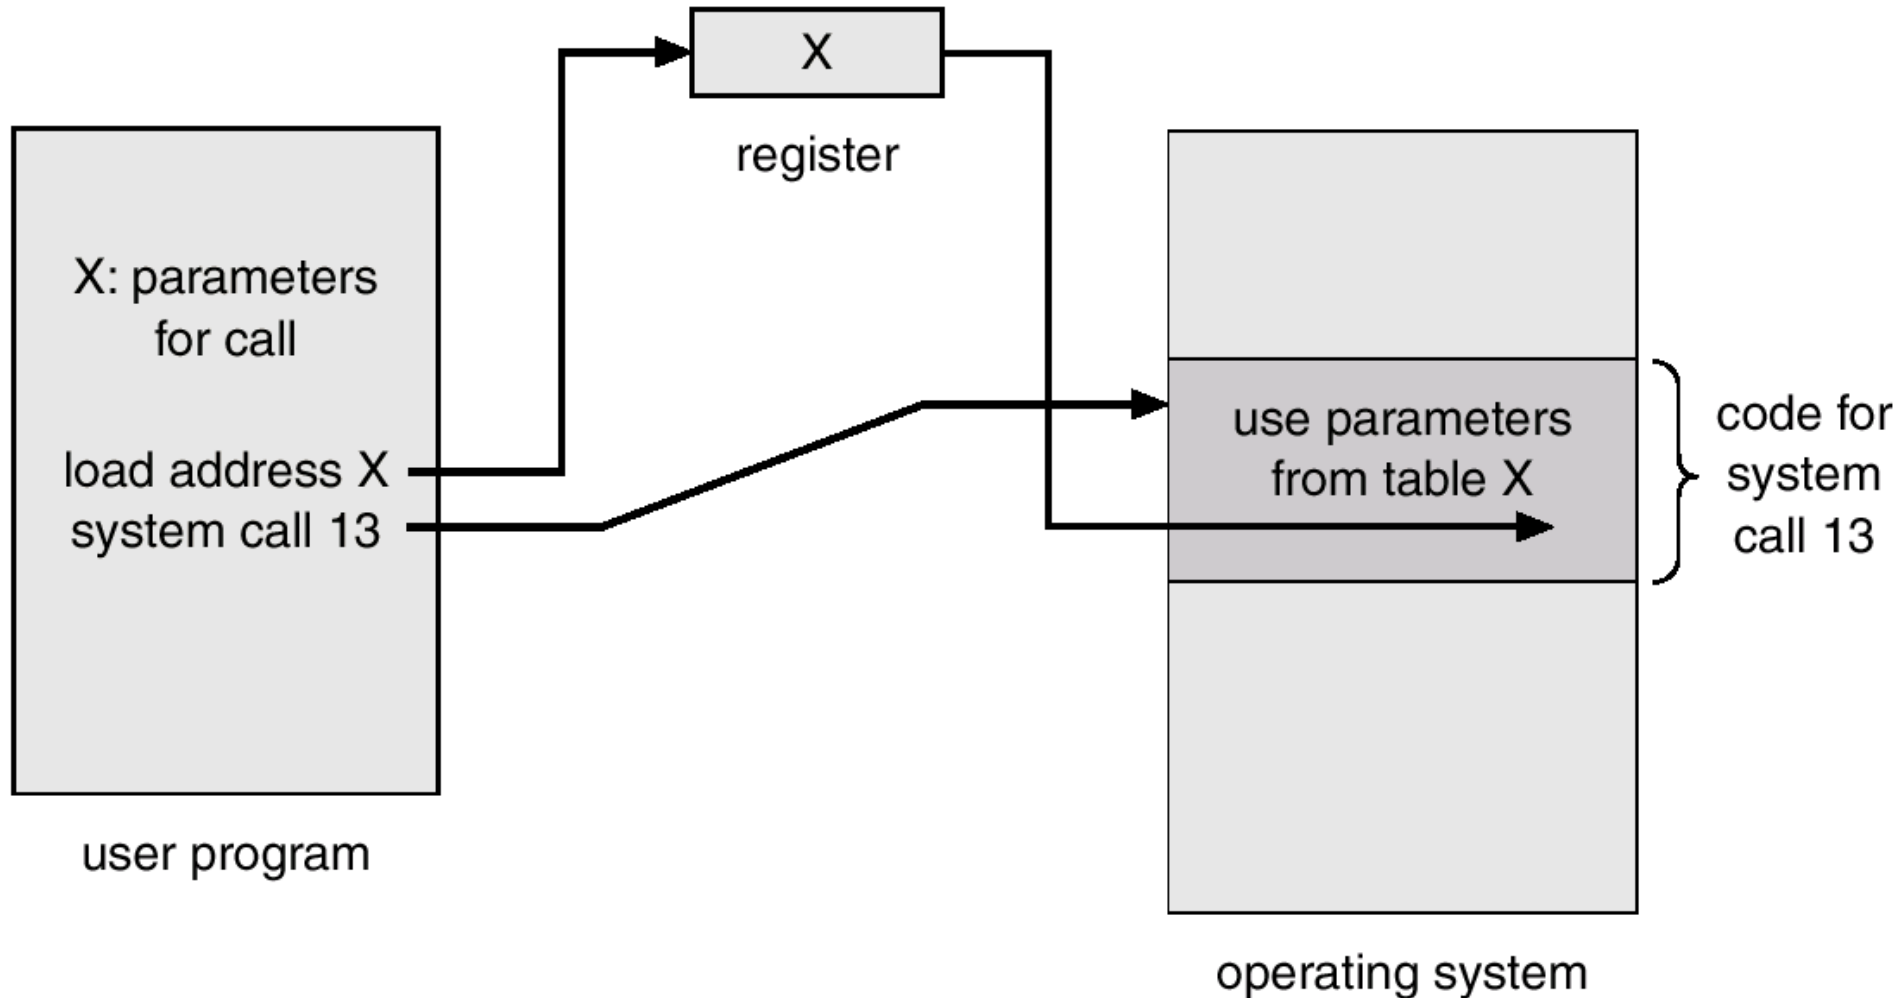 X
register
X: parameters
for call
load address X
system call 13
user program
use parameters
from table X
code for
system
call 13
operating system